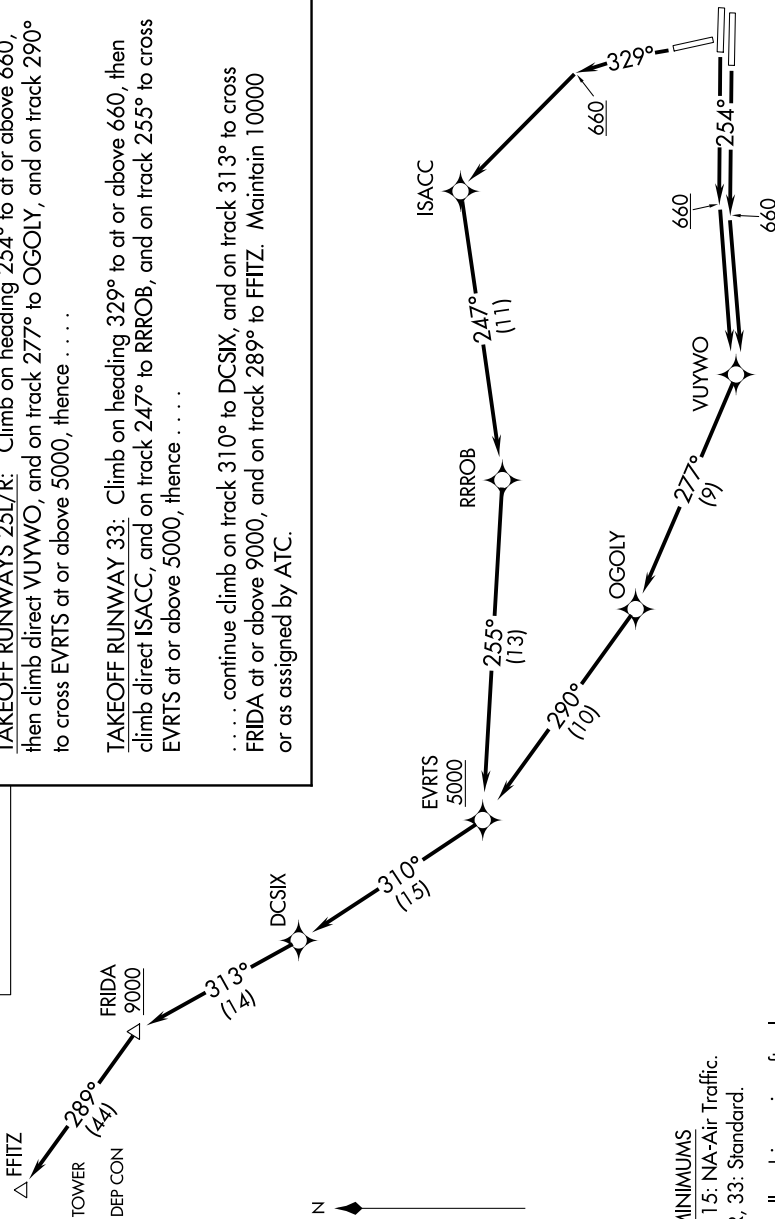 TAKEOFF RUNWAYS 25L/R: Climb on heading 254° to at or above 660,
then climb direct VUYWO, and on track 277° to OGOLY, and on track 290°
to cross EVRTS at or above 5000, thence . . . .
TAKEOFF RUNWAY 33: Climb on heading 329° to at or above 660, then
climb direct ISACC, and on track 247° to RRROB, and on track 255° to cross
EVRTS at or above 5000, thence . . . .
. . . . continue climb on track 310° to DCSIX, and on track 313° to cross
FRIDA at or above 9000, and on track 289° to FFITZ. Maintain 10000
or as assigned by ATC.
FFITZ
289°
(44)
FRIDA
9000
313°
(14)
DCSIX
310°
(15)
EVRTS
5000
255°
(13)
RRROB
247°
(11)
ISACC
660
329°
290°
(10)
OGOLY
277°
(9)
VUYWO
660
254°
660
TOWER
DEP CON
N
MINIMUMS
15: NA-Air Traffic.
, 33: Standard.